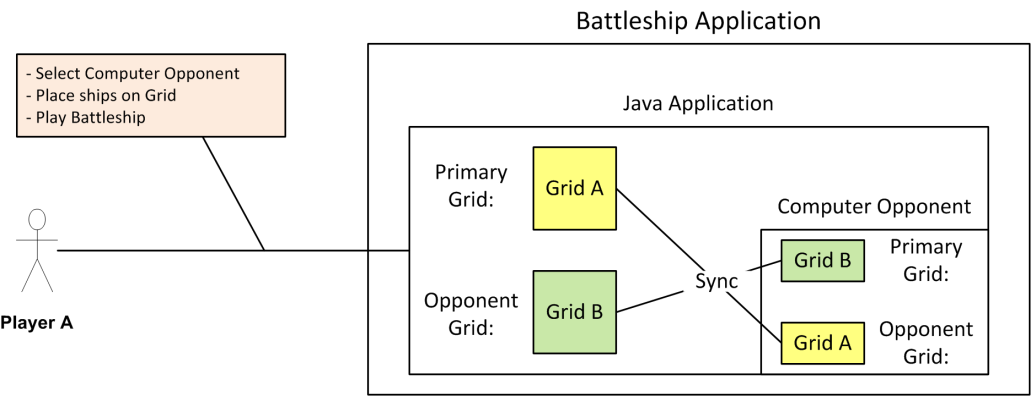 Battleship Application
- Select Computer Opponent
- Place ships on Grid
- Play Battleship
Java Application
Primary
Grid:
Grid A
Computer Opponent
Grid B
Primary
Grid:
Sync
Opponent
Grid:
Grid B
Player A
Grid A
Opponent
Grid: